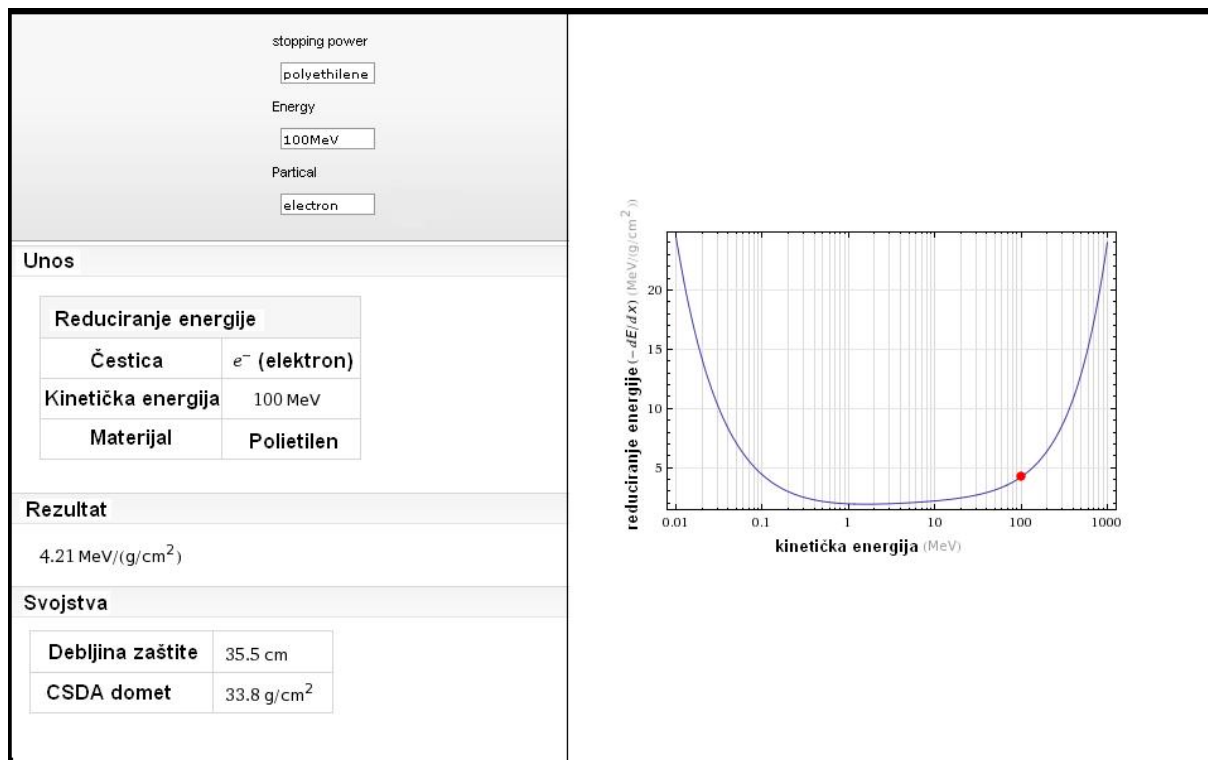 stopping power
polyethilene
Energy
100MeV
Partical
electron
Unos
Reduciranje energije
Čestica e⁻ (elektron)
Kinetička energija 100 MeV
Materijal Polietilen
Rezultat
4.21 MeV/(g/cm²)
Svojstva
Debljina zaštite 35.5 cm
CSDA domet 33.8 g/cm²
reduciranje energije (−dE/dx) (MeV/(g/cm²))
20
15
10
5
0.01 0.1 1 10 100 1000
kinetička energija (MeV)